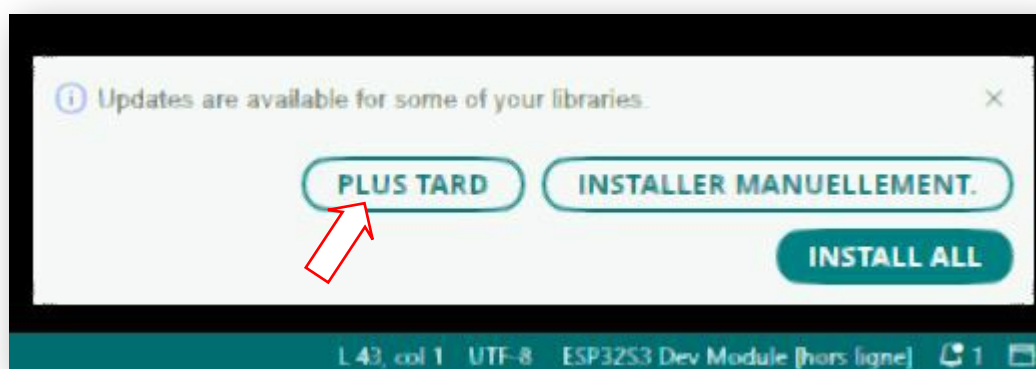 Updates are available for some of your libraries.
PLUS TARD
INSTALLER MANUELLEMENT.
INSTALL ALL
L 43, col 1 UTF-8 ESP32S3 Dev Module [hors ligne] 1